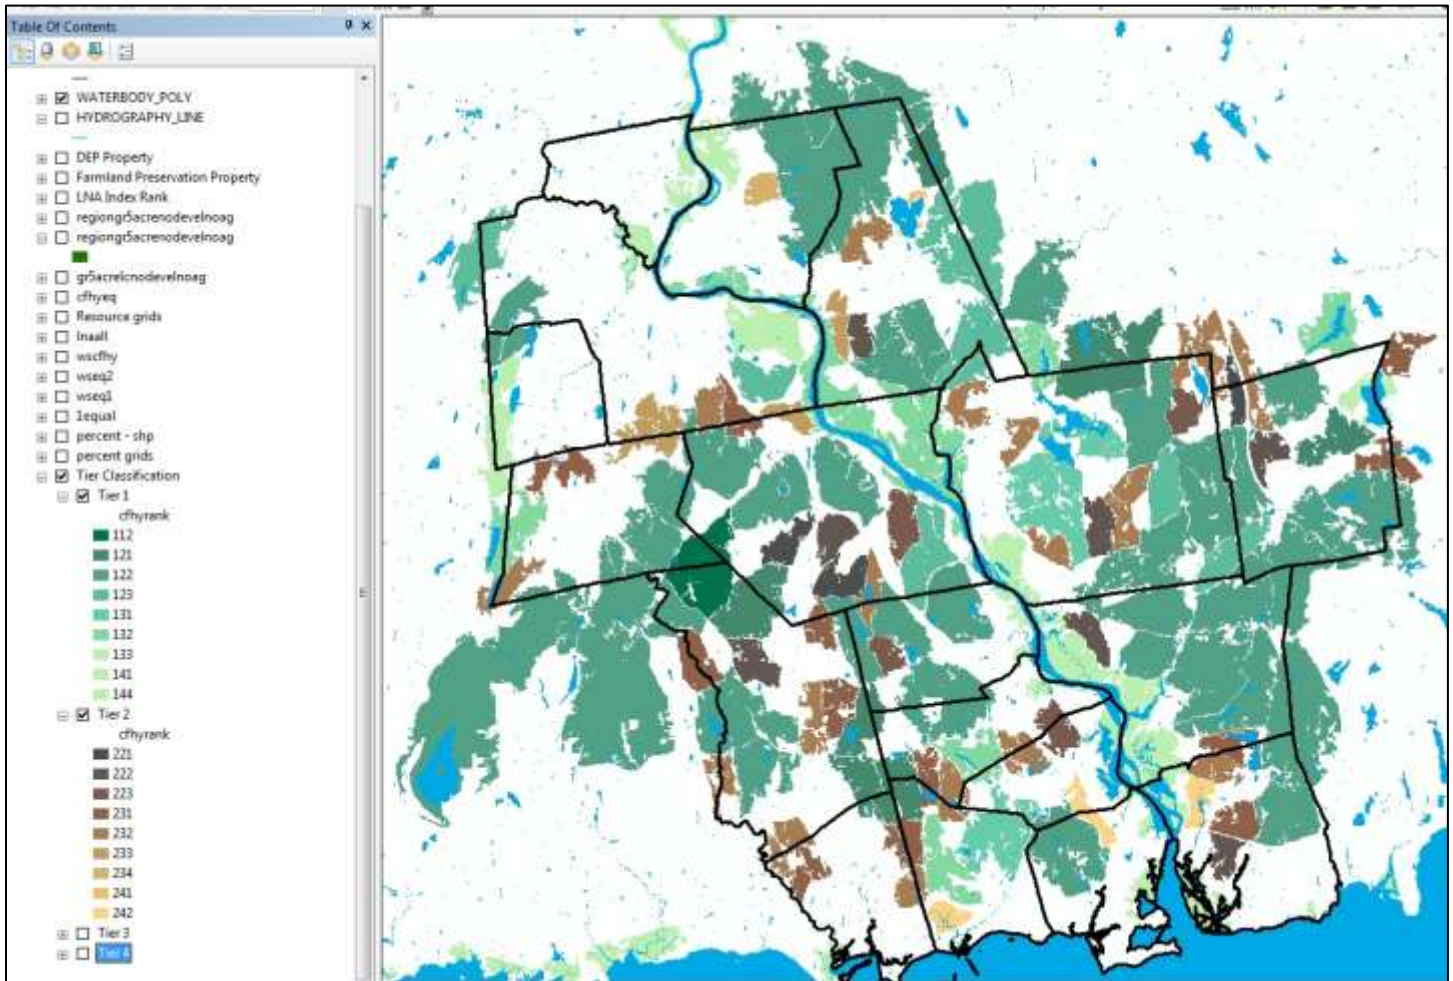 Table Of Contents
WATERBODY_POLY
HYDROGRAPHY_LINE
DEP Property
Farmland Preservation Property
LNA Index Rank
regiongr5acrenodevelnoag
regiongr5acrenodevelnoag
gr5acrelcnodevelnoag
cfhyeq
Resource grids
lnaall
wscfhy
wseq2
wseq1
1equal
percent - shp
percent grids
Tier Classification
Tier 1
cfhyrank
112
121
122
123
131
132
133
141
144
Tier 2
cfhyrank
221
222
223
231
232
233
234
241
242
Tier 3
Tier 4